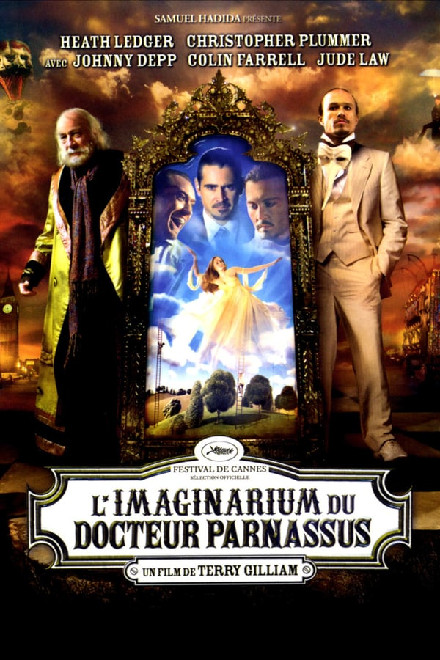 SAMUEL HADIDA PRÉSENTE
HEATH LEDGER CHRISTOPHER PLUMMER
AVEC JOHNNY DEPP COLIN FARRELL JUDE LAW
FESTIVAL DE CANNES
SÉLECTION OFFICIELLE
L'IMAGINARIUM DU
DOCTEUR PARNASSUS
UN FILM DE TERRY GILLIAM